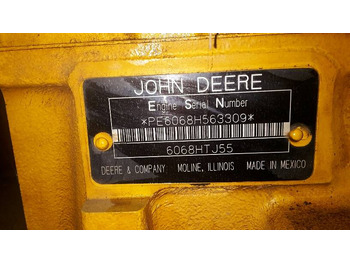 JOHN DEERE
Engine Serial Number
*PE6068H563309*
6068HTJ55
DEERE & COMPANY MOLINE, ILLINOIS MADE IN MEXICO